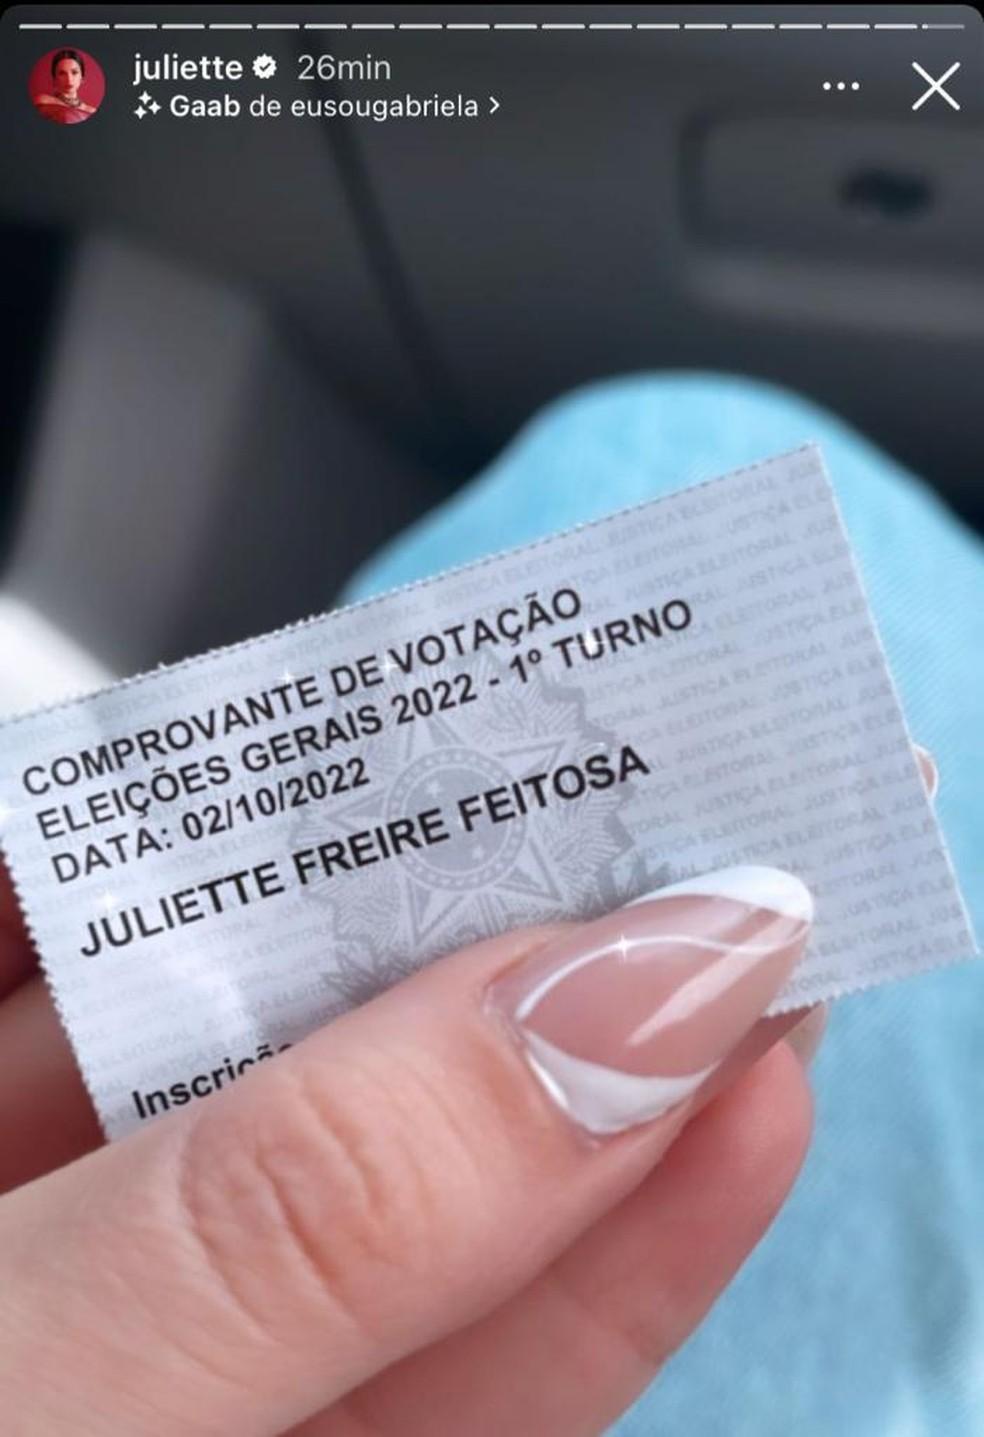 juliette 26min
Gaab de eusougabriela
COMPROVANTE DE VOTAÇÃO
ELEIÇÕES GERAIS 2022 - 1º TURNO
DATA: 02/10/2022
JULIETTE FREIRE FEITOSA
Inscriçã